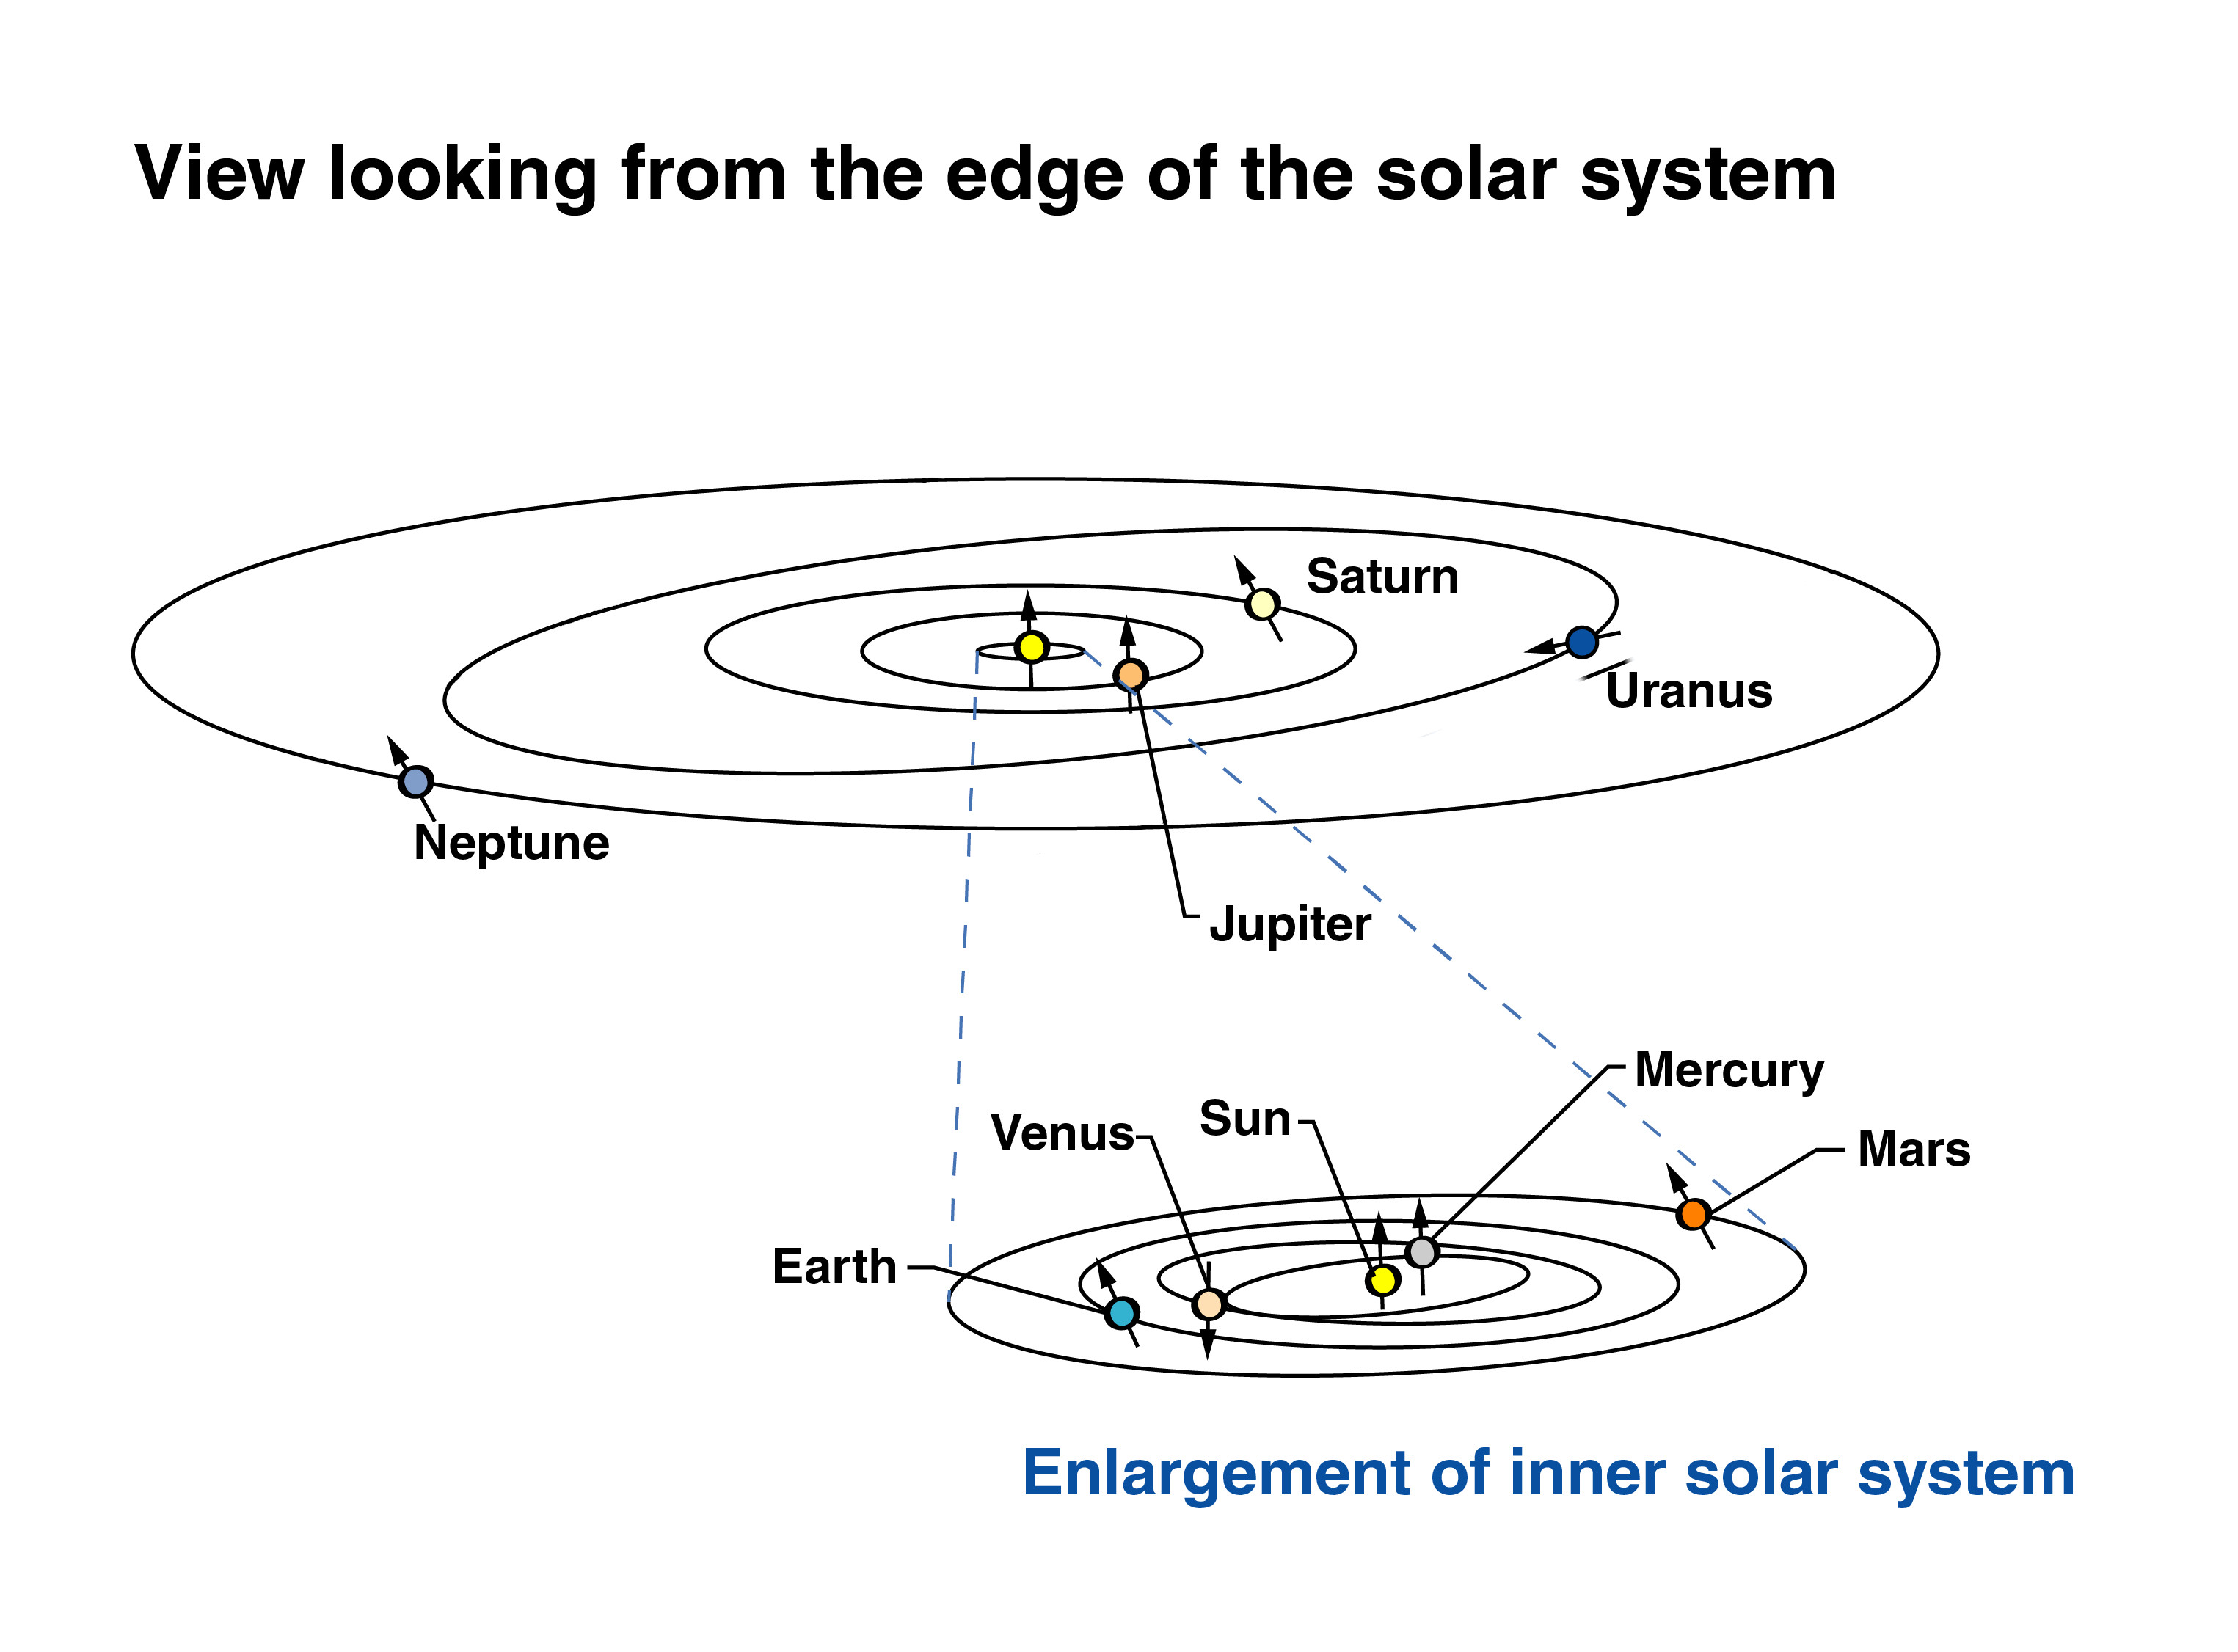 View looking from the edge of the solar system
Saturn
Uranus
Neptune
Jupiter
Mercury
Sun
Venus
Mars
Earth
Enlargement of inner solar system